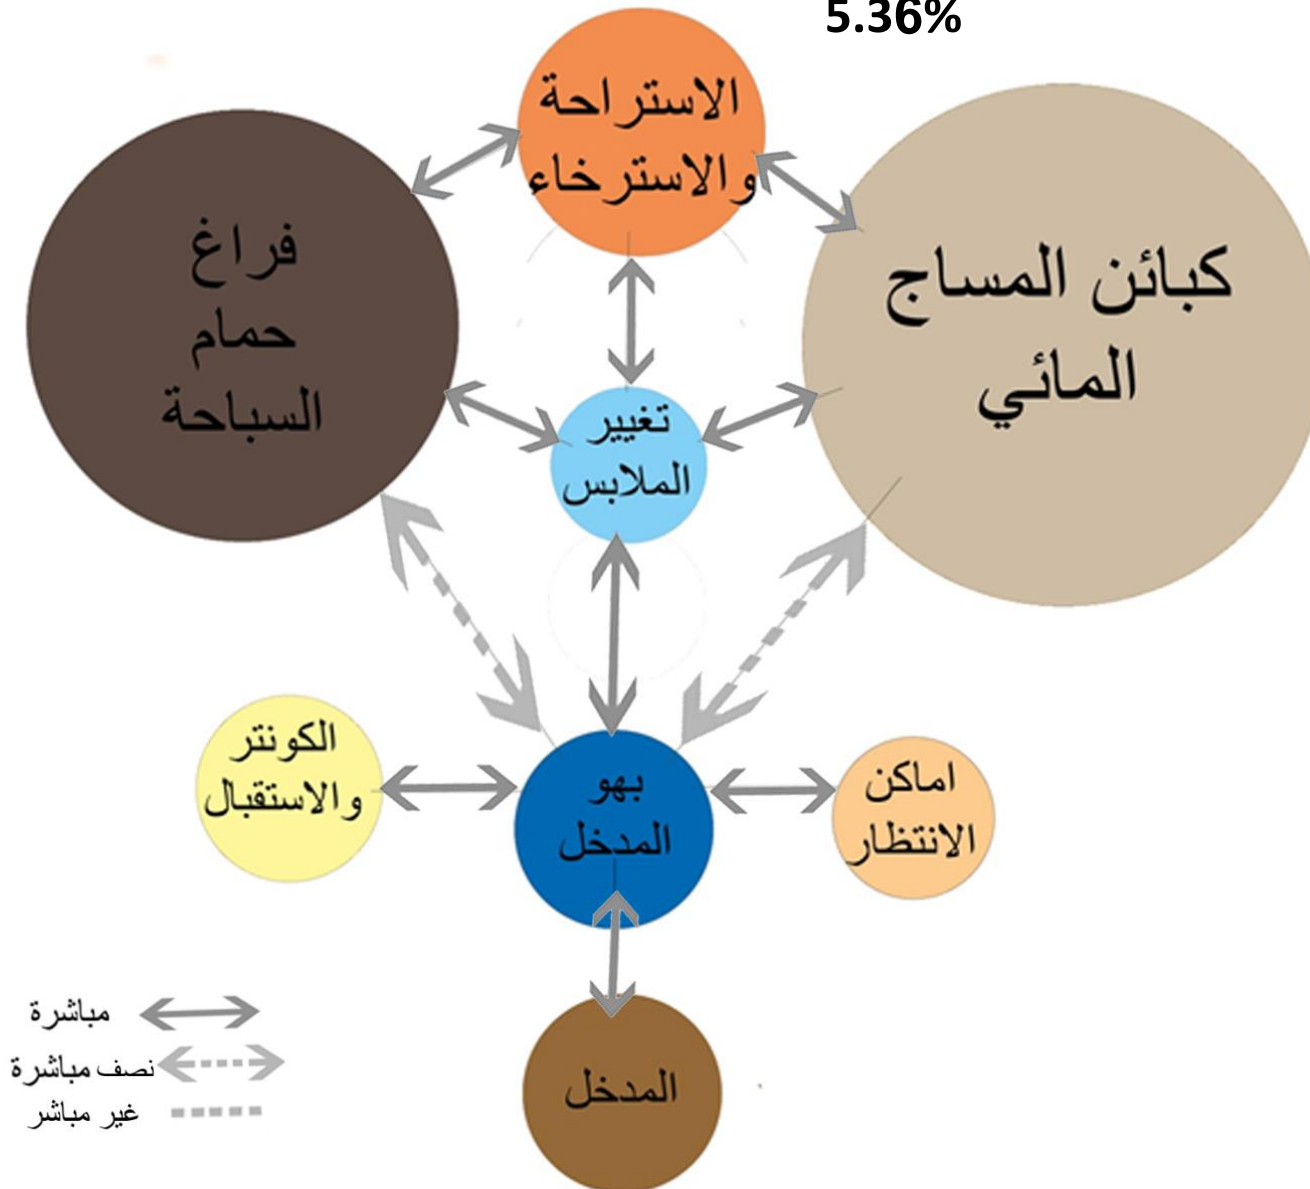 5.36%
الاستراحة
والاسترخاء
فراغ
حمام
السباحة
كبائن المساج
المائي
تغيير
الملابس
الكونتر
والاستقبال
بهو
المدخل
اماكن
الانتظار
المدخل
مباشرة
نصف مباشرة
غير مباشر